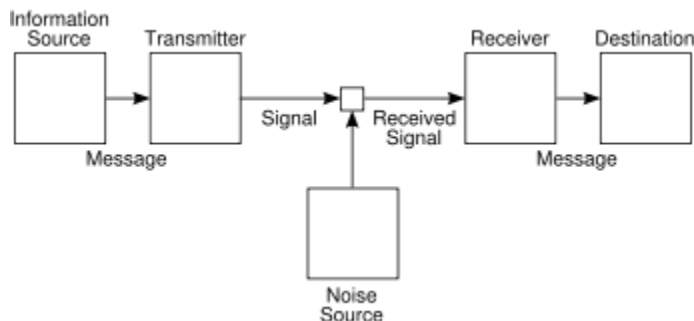 Information
Source
Transmitter
Receiver
Destination
Signal
Received
Signal
Message
Message
Noise
Source